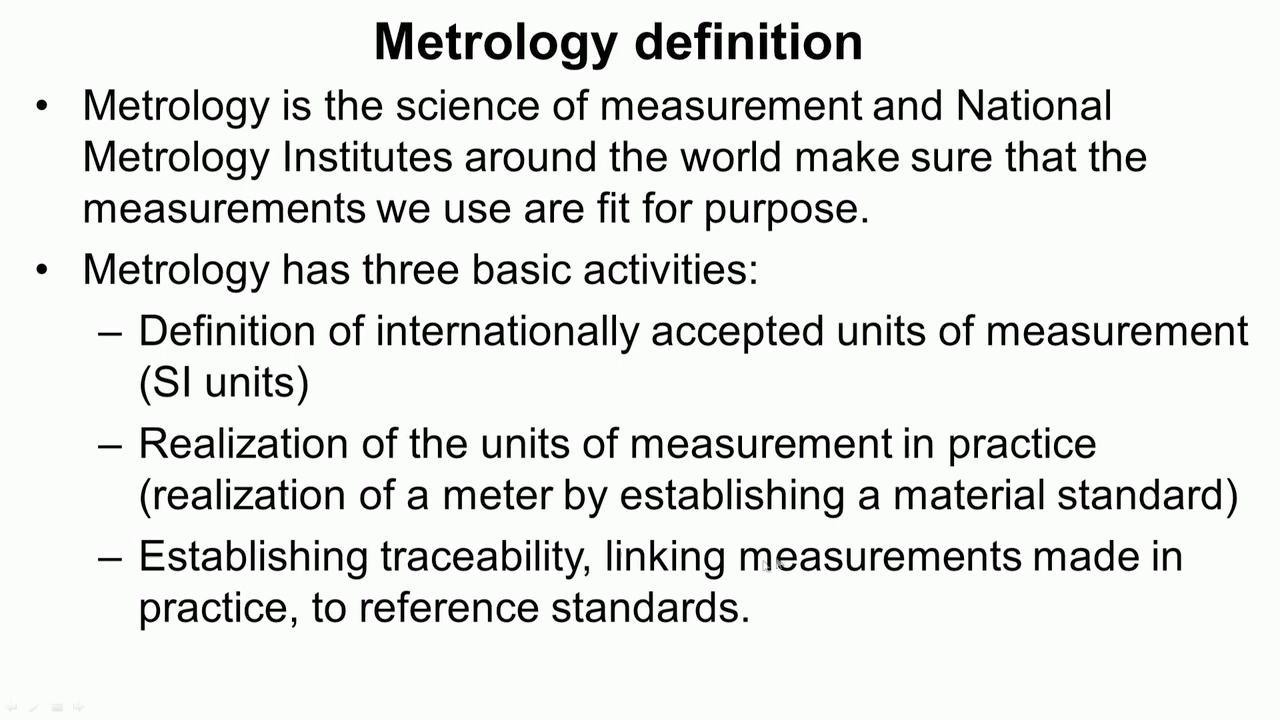 Metrology definition
• Metrology is the science of measurement and National
Metrology Institutes around the world make sure that the
measurements we use are fit for purpose.
• Metrology has three basic activities:
– Definition of internationally accepted units of measurement
(SI units)
– Realization of the units of measurement in practice
(realization of a meter by establishing a material standard)
– Establishing traceability, linking measurements made in
practice, to reference standards.